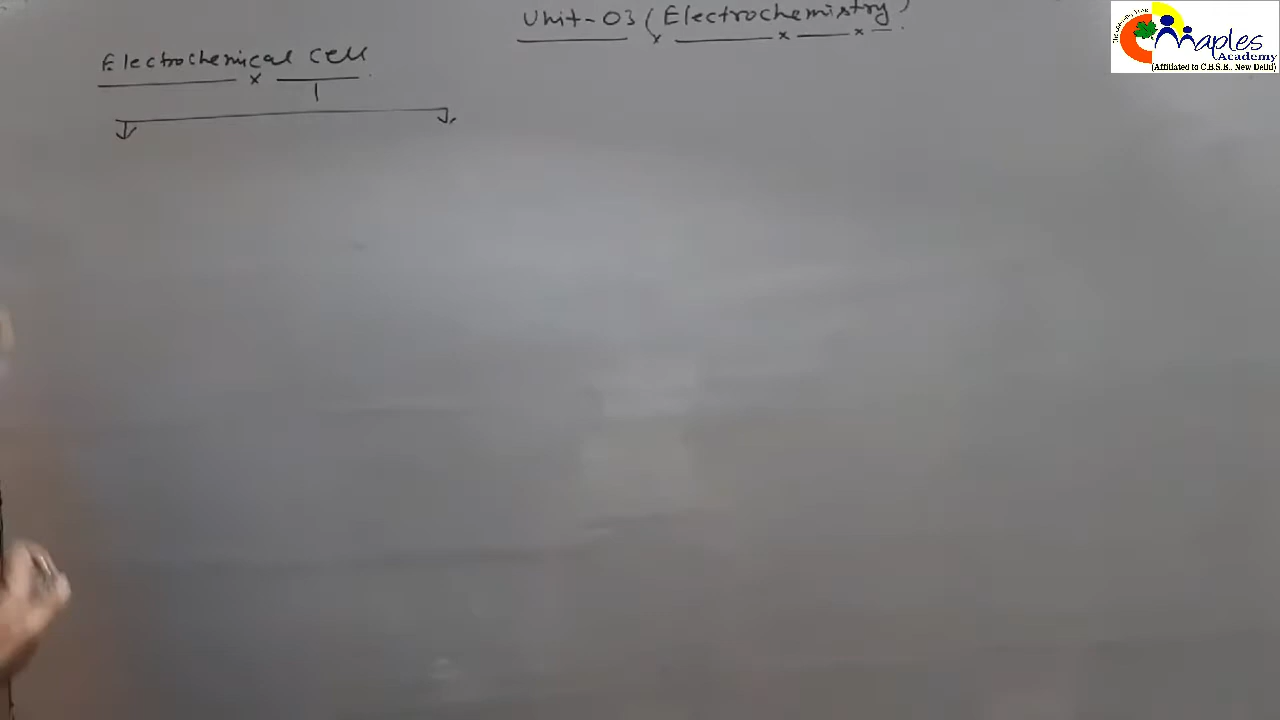 Unit-03 (Electrochemistry)
Electrochemical cell
Maples
Academy
(Affiliated to C.B.S.E., New Delhi)